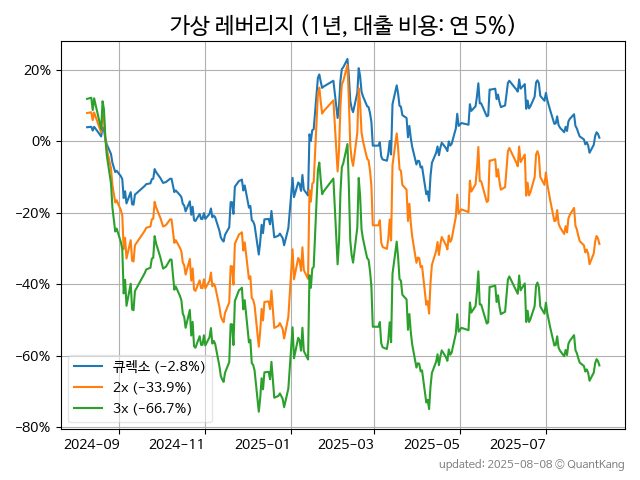 가상 레버리지 (1년, 대출 비용: 연 5%)
20%
0%
−20%
−40%
−60%
−80%
큐렉소 (−2.8%)
2x (−33.9%)
3x (−66.7%)
2024-09 2024-11 2025-01 2025-03 2025-05 2025-07
updated: 2025-08-08 © QuantKang